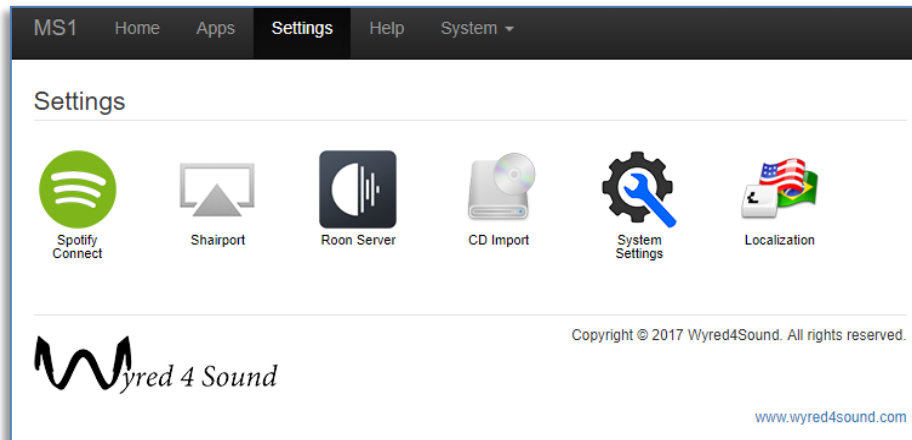 MS1 Home Apps Settings Help System
Settings
Spotify
Connect
Shairport
Roon Server
CD Import
System
Settings
Localization
Copyright © 2017 Wyred4Sound. All rights reserved.
Wyred 4 Sound
www.wyred4sound.com